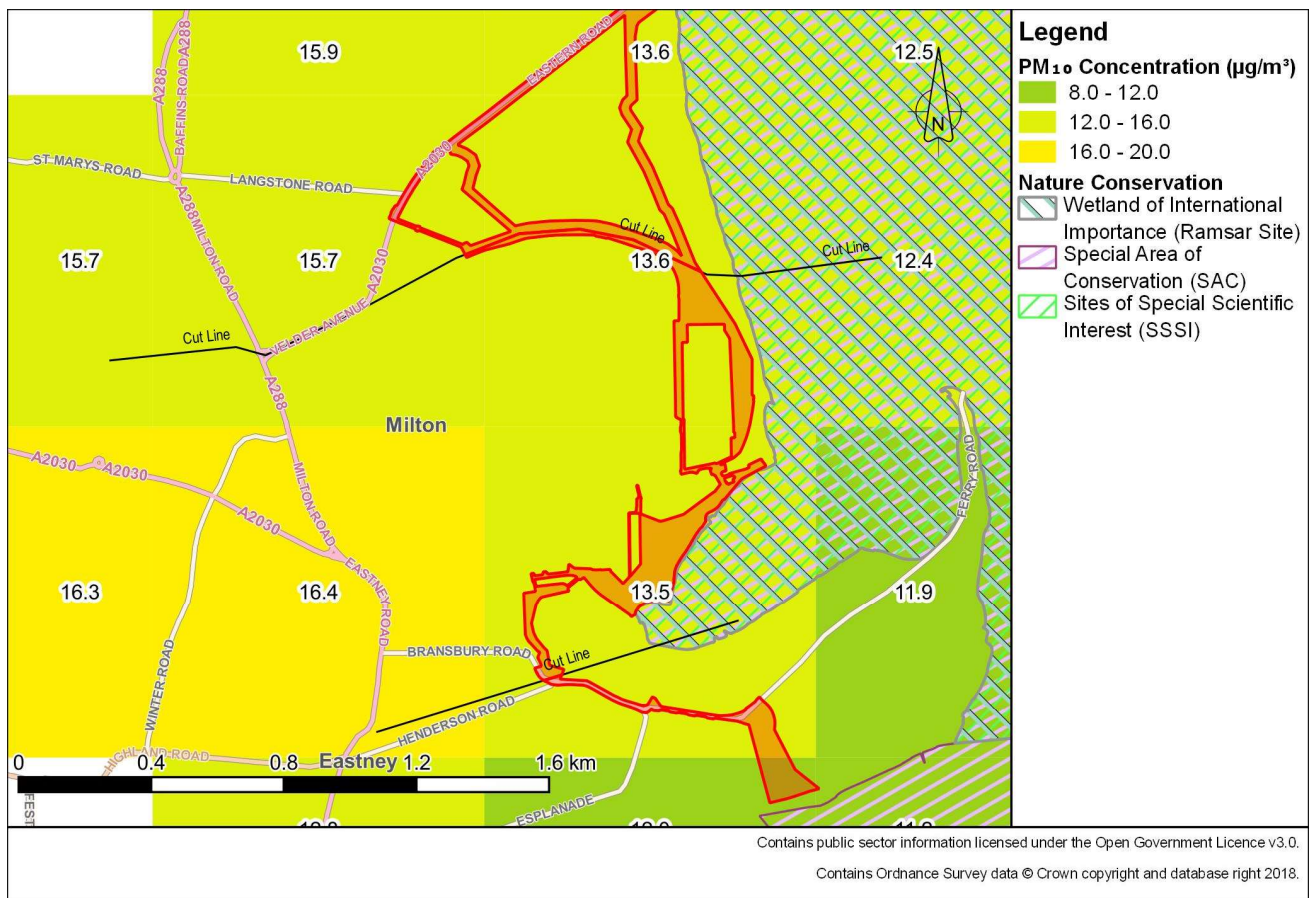 15.9
13.6
12.5
A288
BAFFINS ROAD A288
EASTERN ROAD
N
ST MARYS ROAD
LANGSTONE ROAD
A2030
A288 MILTON ROAD
Cut Line
Cut Line
15.7
15.7
A2030
13.6
12.4
Cut Line
VELDER AVENUE
A288
Milton
FERRY ROAD
A2030
A2030
MILTON ROAD
A2030
EASTNEY ROAD
16.3
16.4
13.5
11.9
WINTER ROAD
BRANSBURY ROAD
Cut Line
HENDERSON ROAD
HIGHLAND ROAD
Eastney
0 0.4 0.8 1.2 1.6 km
FEST
ESPLANADE
Legend
PM₁₀ Concentration (µg/m³)
8.0 - 12.0
12.0 - 16.0
16.0 - 20.0
Nature Conservation
Wetland of International
Importance (Ramsar Site)
Special Area of
Conservation (SAC)
Sites of Special Scientific
Interest (SSSI)
Contains public sector information licensed under the Open Government Licence v3.0.
Contains Ordnance Survey data © Crown copyright and database right 2018.